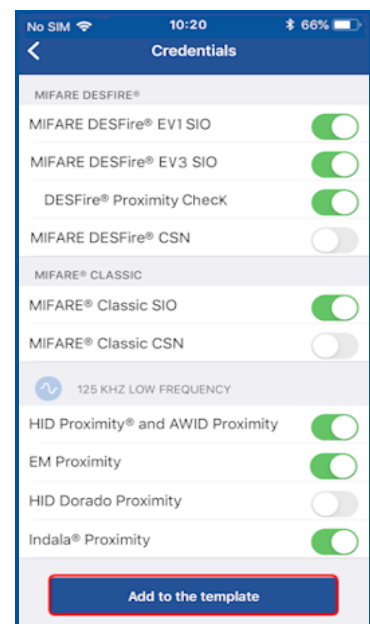 No SIM 10:20 66%
Credentials
MIFARE DESFIRE®
MIFARE DESFire® EV1 SIO
MIFARE DESFire® EV3 SIO
DESFire® Proximity Check
MIFARE DESFire® CSN
MIFARE® CLASSIC
MIFARE® Classic SIO
MIFARE® Classic CSN
125 KHZ LOW FREQUENCY
HID Proximity® and AWID Proximity
EM Proximity
HID Dorado Proximity
Indala® Proximity
Add to the template